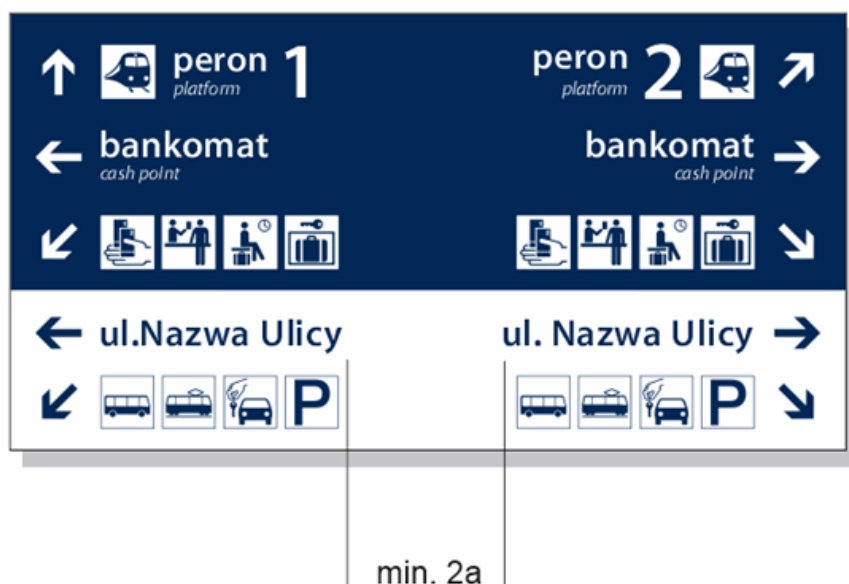 peron 1
platform
peron 2
platform
bankomat
cash point
bankomat
cash point
ul.Nazwa Ulicy
ul. Nazwa Ulicy
P
P
min. 2a